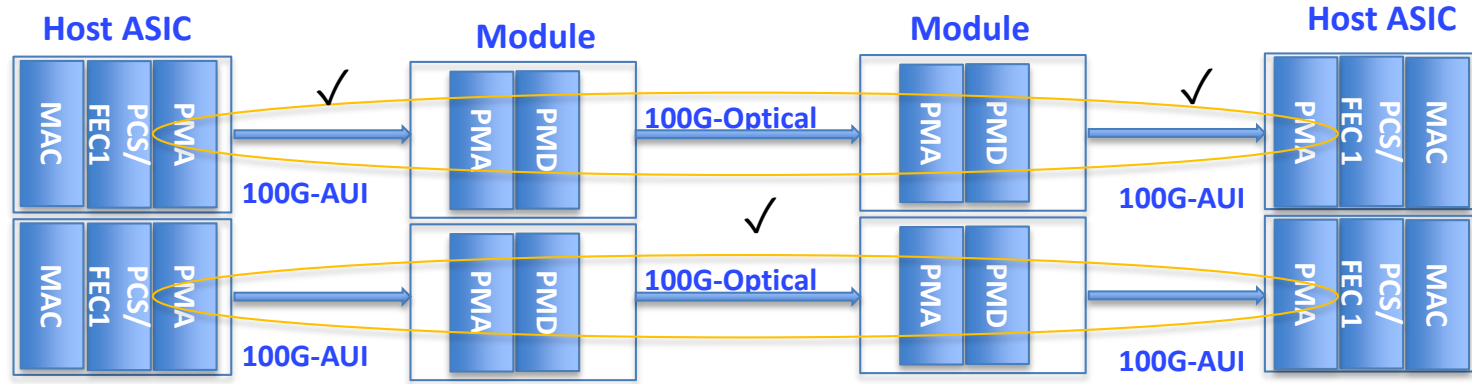 Host ASIC
Module
Module
Host ASIC
MAC
PCS/
FEC1
PMA
✓
100G-AUI
PMA
PMD
100G-Optical
PMA
PMD
✓
100G-AUI
PMA
PCS/
FEC 1
MAC
MAC
PCS/
FEC1
PMA
100G-AUI
PMA
PMD
✓
100G-Optical
PMA
PMD
100G-AUI
PMA
PCS/
FEC 1
MAC